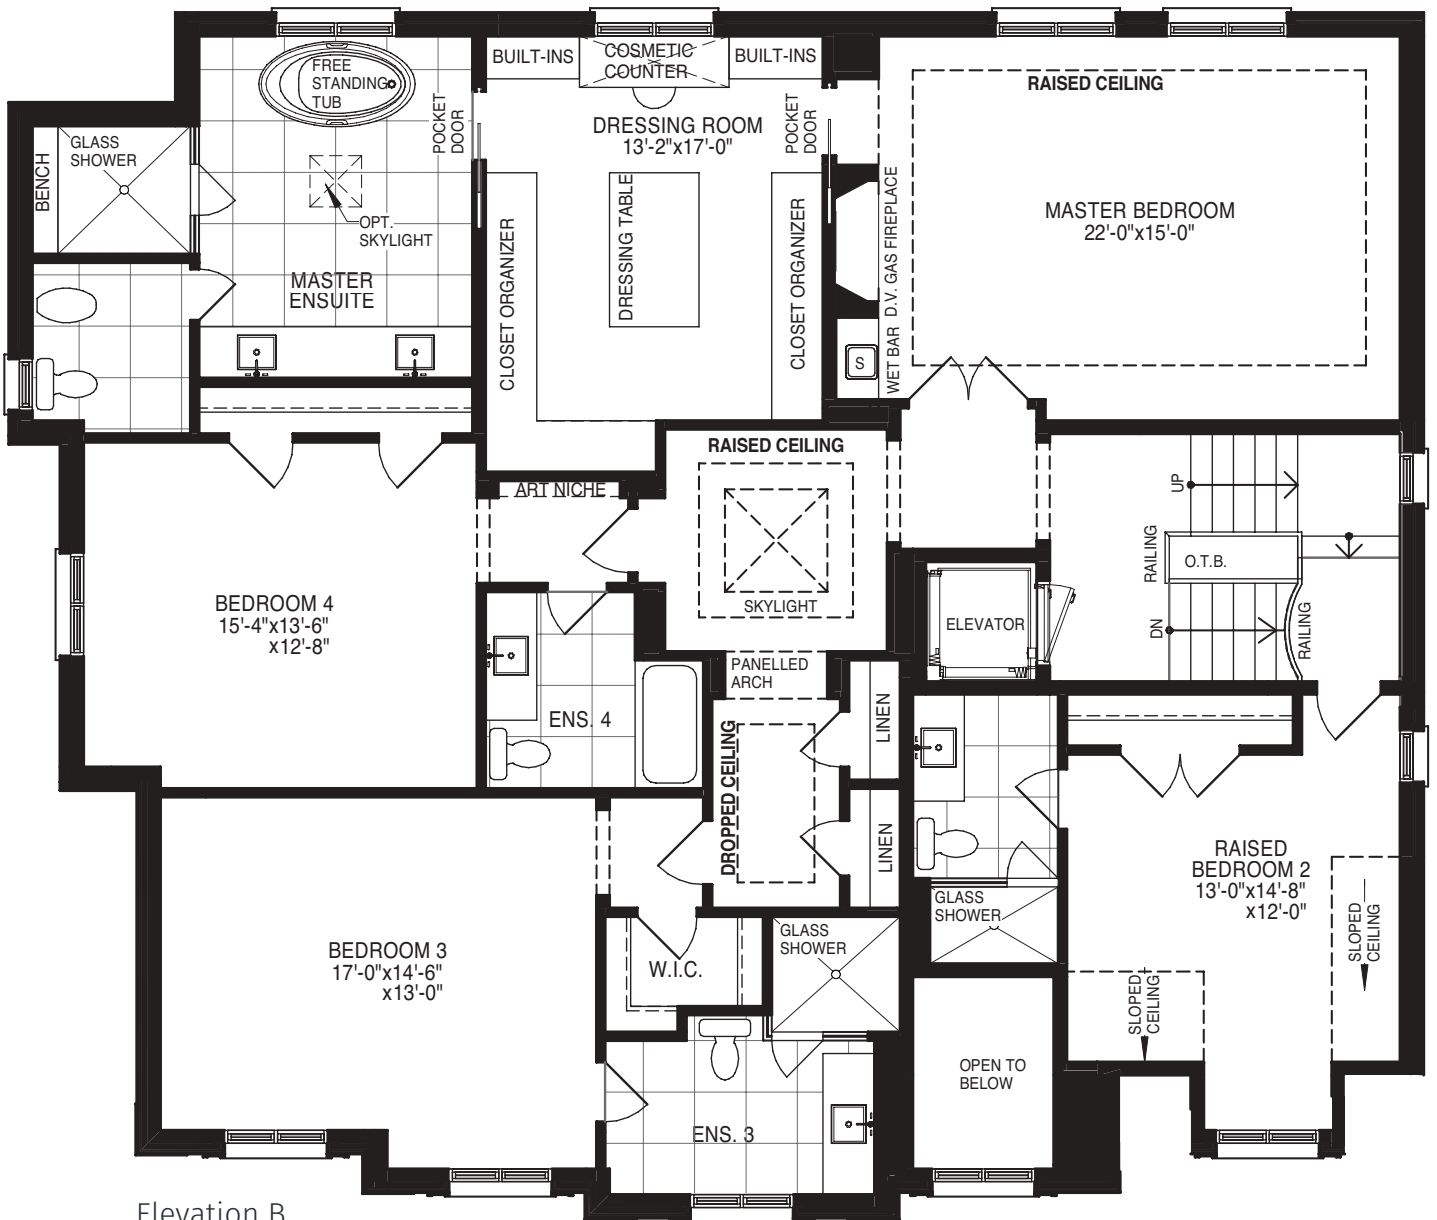 BUILT-INS
COSMETIC
COUNTER
BUILT-INS
FREE
STANDING
TUB
POCKET
DOOR
POCKET
DOOR
RAISED CEILING
DRESSING ROOM
13'-2"x17'-0"
GLASS
SHOWER
BENCH
OPT.
SKYLIGHT
MASTER
ENSUITE
CLOSET ORGANIZER
DRESSING TABLE
CLOSET ORGANIZER
D.V. GAS FIREPLACE
WET BAR
S
MASTER BEDROOM
22'-0"x15'-0"
RAISED CEILING
ART NICHE
SKYLIGHT
UP
RAILING
O.T.B.
DN
RAILING
ELEVATOR
BEDROOM 4
15'-4"x13'-6"
x12'-8"
PANELLED
ARCH
ENS. 4
LINEN
DROPPED CEILING
LINEN
RAISED
BEDROOM 2
13'-0"x14'-8"
x12'-0"
GLASS
SHOWER
SLOPED
CEILING
SLOPED
CEILING
BEDROOM 3
17'-0"x14'-6"
x13'-0"
W.I.C.
GLASS
SHOWER
OPEN TO
BELOW
ENS. 3
Elevation B